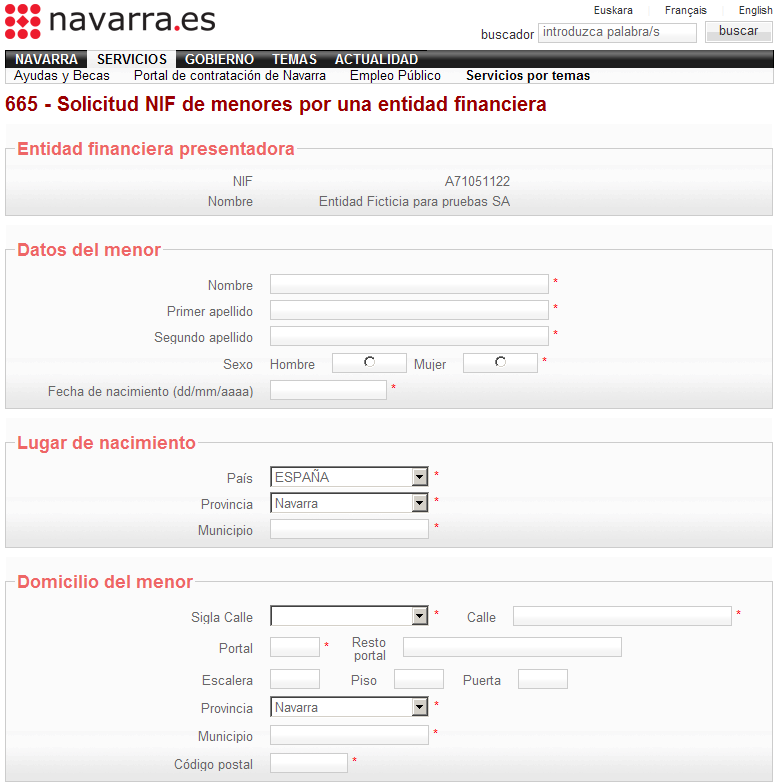 Euskara Français English
navarra.es
buscador introduzca palabra/s buscar
NAVARRA SERVICIOS GOBIERNO TEMAS ACTUALIDAD
Ayudas y Becas Portal de contratación de Navarra Empleo Público Servicios por temas
665 - Solicitud NIF de menores por una entidad financiera
Entidad financiera presentadora
NIF A71051122
Nombre Entidad Ficticia para pruebas SA
Datos del menor
Nombre *
Primer apellido *
Segundo apellido *
Sexo Hombre Mujer *
Fecha de nacimiento (dd/mm/aaaa) *
Lugar de nacimiento
País ESPAÑA *
Provincia Navarra *
Municipio *
Domicilio del menor
Sigla Calle * Calle *
Portal * Resto portal
Escalera Piso Puerta
Provincia Navarra *
Municipio *
Código postal *